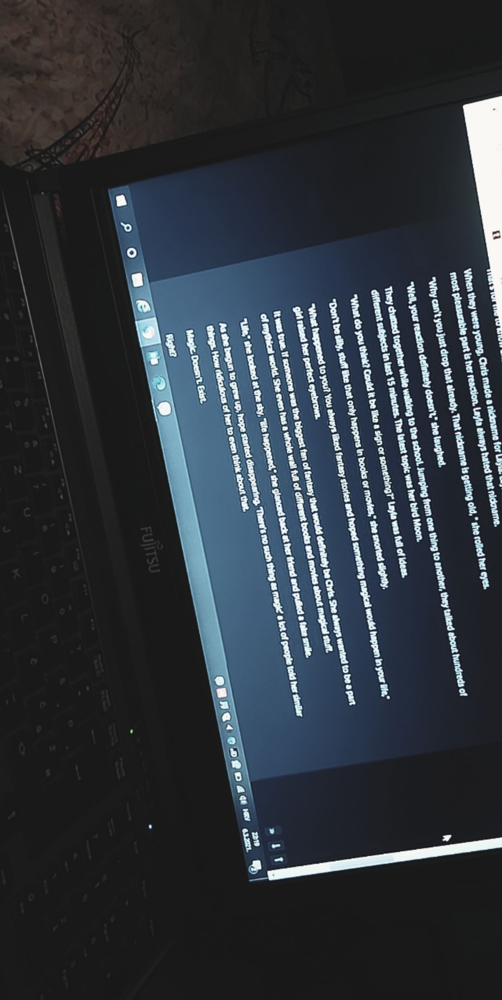 When they were young, Chris made a nickname for Layla.
most pleasurable part is her reaction. Layla always hated that nickname.
"Why can't you just drop that already. That nickname is getting old, " she rolled her eyes.
"Well, your reaction definitely doesn't," she laughed.
They chatted together while walking to the school. Jumping from one thing to another, they talked about hundreds of
different subjects in last 15 minutes. The latest topic was her bird Moon.
"What do you think? Could it be like a sign or something?" Layla was full of ideas.
"Don't be silly, stuff like that only happens in books or movies," she snorted slightly.
"What happened to you? You always liked fantasy stories and hoped something magical would happen in your life,"
girl raised her perfect eyebrows.
It was true. If someone was the biggest fan of fantasy that would definitely be Chris. She always wanted to be a part
of mythical world. She even has a whole wall full of different books and movies about magical stuff.
"Life," she looked at the sky, "life happened," she glanced back at her friend and pulled a fake smile.
As she begun to grew up, hope started disappearing. 'There's no such thing as magic' a lot of people told her similar
things. How ridiculous of her to even think about that.
Magic. Doesn't. Exist.
Right?
HRV
22:19
6.3.2021.
FUJITSU